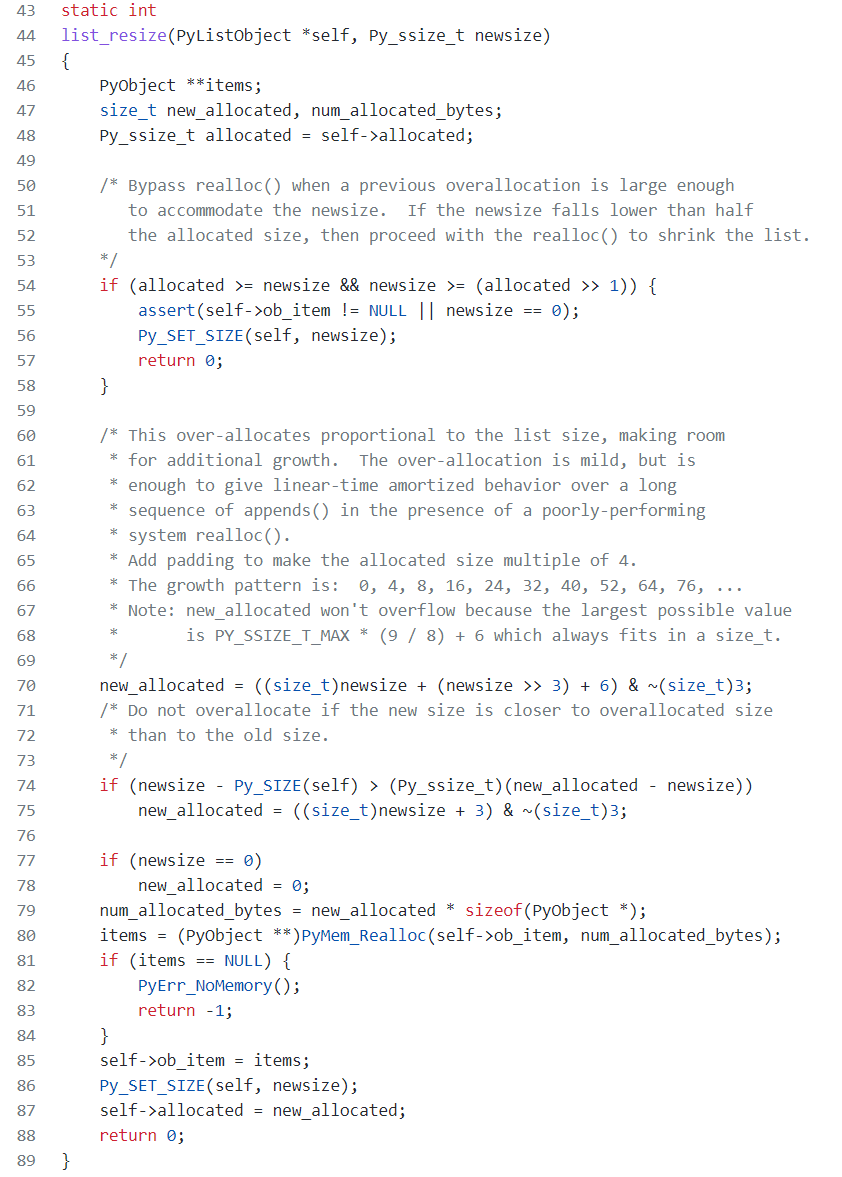 43 static int
44 list_resize(PyListObject *self, Py_ssize_t newsize)
45 {
46     PyObject **items;
47     size_t new_allocated, num_allocated_bytes;
48     Py_ssize_t allocated = self->allocated;
49
50     /* Bypass realloc() when a previous overallocation is large enough
51        to accommodate the newsize.  If the newsize falls lower than half
52        the allocated size, then proceed with the realloc() to shrink the list.
53     */
54     if (allocated >= newsize && newsize >= (allocated >> 1)) {
55         assert(self->ob_item != NULL || newsize == 0);
56         Py_SET_SIZE(self, newsize);
57         return 0;
58     }
59
60     /* This over-allocates proportional to the list size, making room
61      * for additional growth.  The over-allocation is mild, but is
62      * enough to give linear-time amortized behavior over a long
63      * sequence of appends() in the presence of a poorly-performing
64      * system realloc().
65      * Add padding to make the allocated size multiple of 4.
66      * The growth pattern is:  0, 4, 8, 16, 24, 32, 40, 52, 64, 76, ...
67      * Note: new_allocated won't overflow because the largest possible value
68      *       is PY_SSIZE_T_MAX * (9 / 8) + 6 which always fits in a size_t.
69      */
70     new_allocated = ((size_t)newsize + (newsize >> 3) + 6) & ~(size_t)3;
71     /* Do not overallocate if the new size is closer to overallocated size
72      * than to the old size.
73      */
74     if (newsize - Py_SIZE(self) > (Py_ssize_t)(new_allocated - newsize))
75         new_allocated = ((size_t)newsize + 3) & ~(size_t)3;
76
77     if (newsize == 0)
78         new_allocated = 0;
79     num_allocated_bytes = new_allocated * sizeof(PyObject *);
80     items = (PyObject **)PyMem_Realloc(self->ob_item, num_allocated_bytes);
81     if (items == NULL) {
82         PyErr_NoMemory();
83         return -1;
84     }
85     self->ob_item = items;
86     Py_SET_SIZE(self, newsize);
87     self->allocated = new_allocated;
88     return 0;
89 }